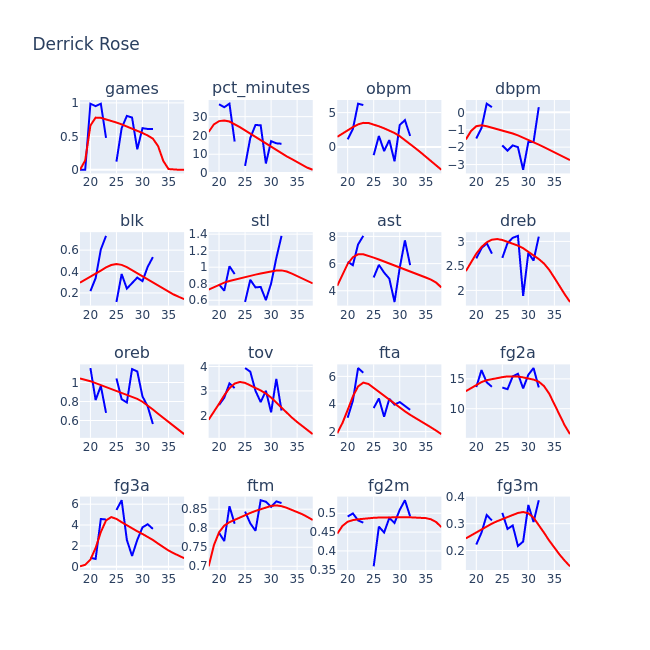 Derrick Rose
games pct_minutes obpm dbpm
1 0.5 0 20 25 30 35
30 20 10 0 20 25 30 35
5 0 20 25 30 35
0 −1 −2 −3 20 25 30 35
blk stl ast dreb
0.6 0.4 0.2 20 25 30 35
1.4 1.2 1 0.8 0.6 20 25 30 35
8 6 4 20 25 30 35
3 2.5 2 20 25 30 35
oreb tov fta fg2a
1 0.8 0.6 20 25 30 35
4 3 2 20 25 30 35
6 4 2 20 25 30 35
15 10 20 25 30 35
fg3a ftm fg2m fg3m
6 4 2 0 20 25 30 35
0.85 0.8 0.75 0.7 20 25 30 35
0.5 0.45 0.4 0.35 20 25 30 35
0.4 0.3 0.2 20 25 30 35